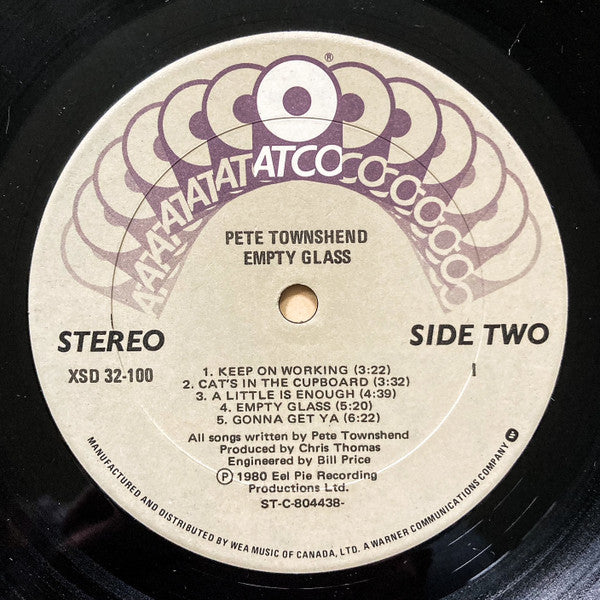 ®
ATATATATATCOCOCOCOCO
PETE TOWNSHEND
EMPTY GLASS
STEREO
SIDE TWO
XSD 32-100
1
1. KEEP ON WORKING (3:22)
2. CAT'S IN THE CUPBOARD (3:32)
3. A LITTLE IS ENOUGH (4:39)
4. EMPTY GLASS (5:20)
5. GONNA GET YA (6:22)
All songs written by Pete Townshend
Produced by Chris Thomas
Engineered by Bill Price
Ⓟ 1980 Eel Pie Recording
Productions Ltd.
ST-C-804438-
MANUFACTURED AND DISTRIBUTED BY WEA MUSIC OF CANADA, LTD. A WARNER COMMUNICATIONS COMPANY